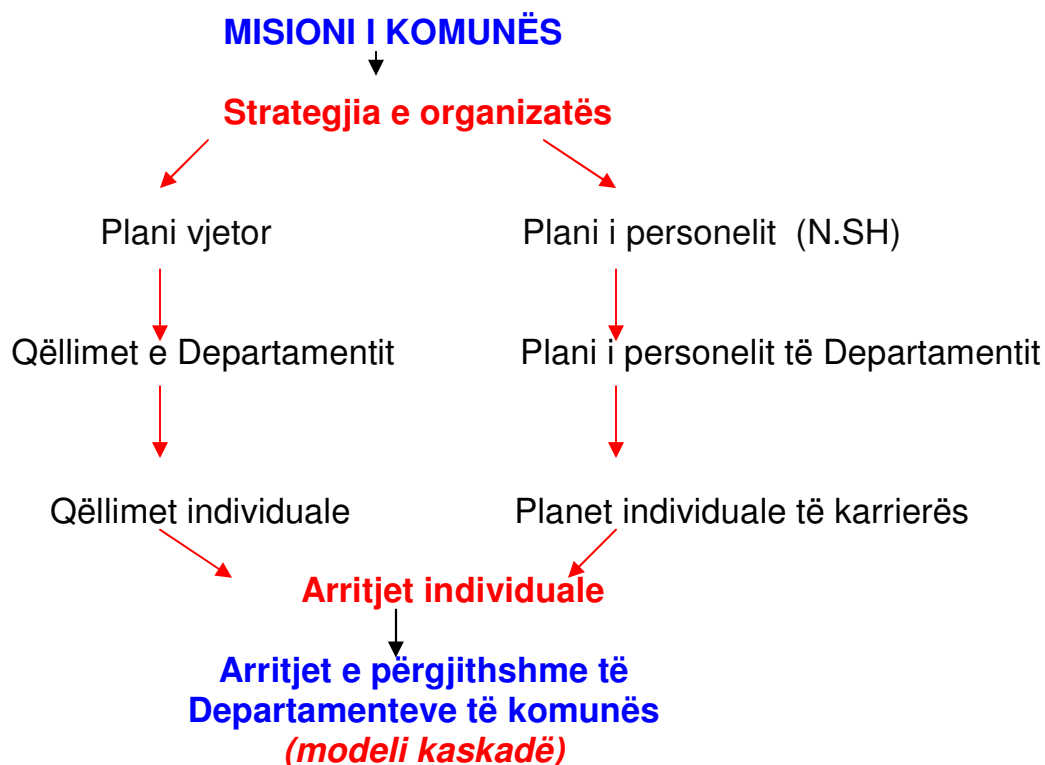 MISIONI I KOMUNËS
Strategjia e organizatës
Plani vjetor
Plani i personelit (N.SH)
Qëllimet e Departamentit
Plani i personelit të Departamentit
Qëllimet individuale
Planet individuale të karrierës
Arritjet individuale
Arritjet e përgjithshme të
Departamenteve të komunës
(modeli kaskadë)